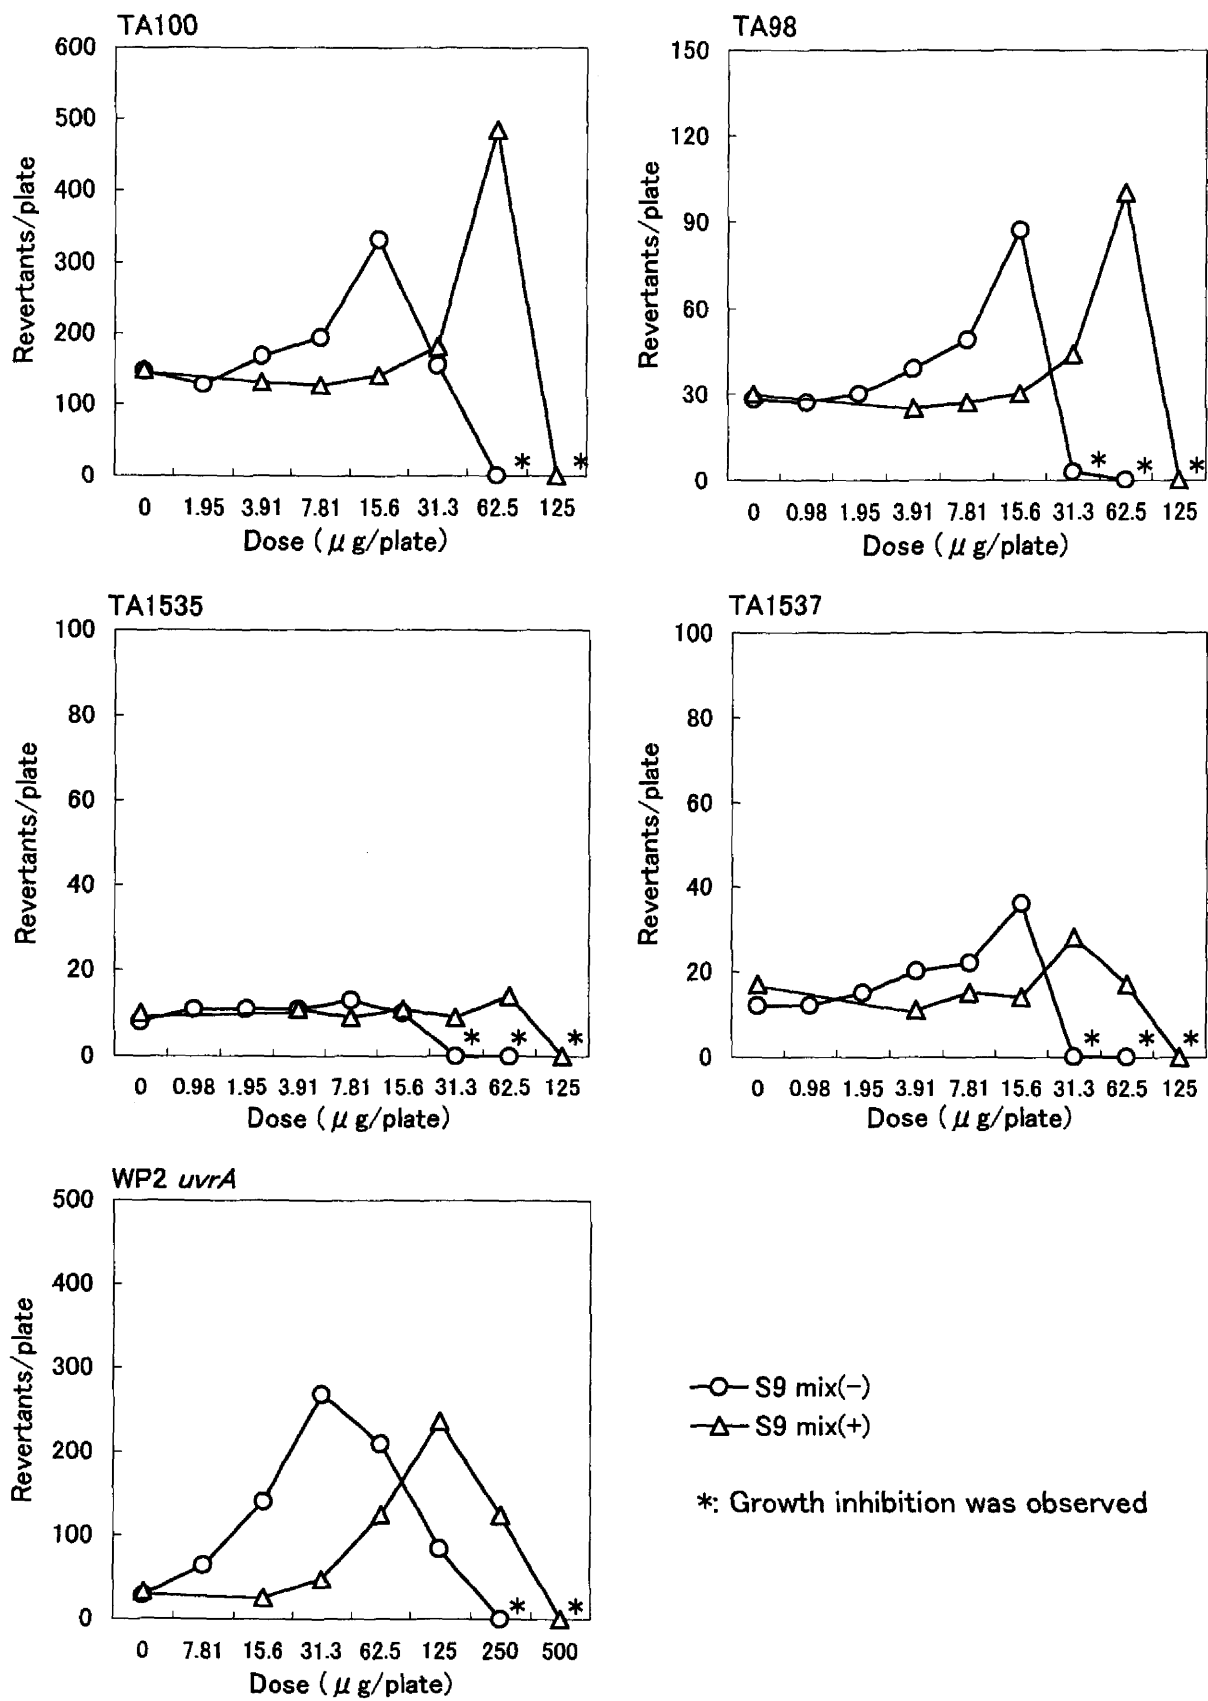 TA100
600
500
400
300
200
100
0
Revertants/plate
* *
0 1.95 3.91 7.81 15.6 31.3 62.5 125
Dose ( μ g/plate)
TA98
150
120
90
60
30
0
Revertants/plate
* * *
0 0.98 1.95 3.91 7.81 15.6 31.3 62.5 125
Dose ( μ g/plate)
TA1535
100
80
60
40
20
0
Revertants/plate
* * *
0 0.98 1.95 3.91 7.81 15.6 31.3 62.5 125
Dose ( μ g/plate)
TA1537
100
80
60
40
20
0
Revertants/plate
* * *
0 0.98 1.95 3.91 7.81 15.6 31.3 62.5 125
Dose ( μ g/plate)
WP2 uvrA
500
400
300
200
100
0
Revertants/plate
* *
0 7.81 15.6 31.3 62.5 125 250 500
Dose ( μ g/plate)
S9 mix(-)
S9 mix(+)
*: Growth inhibition was observed